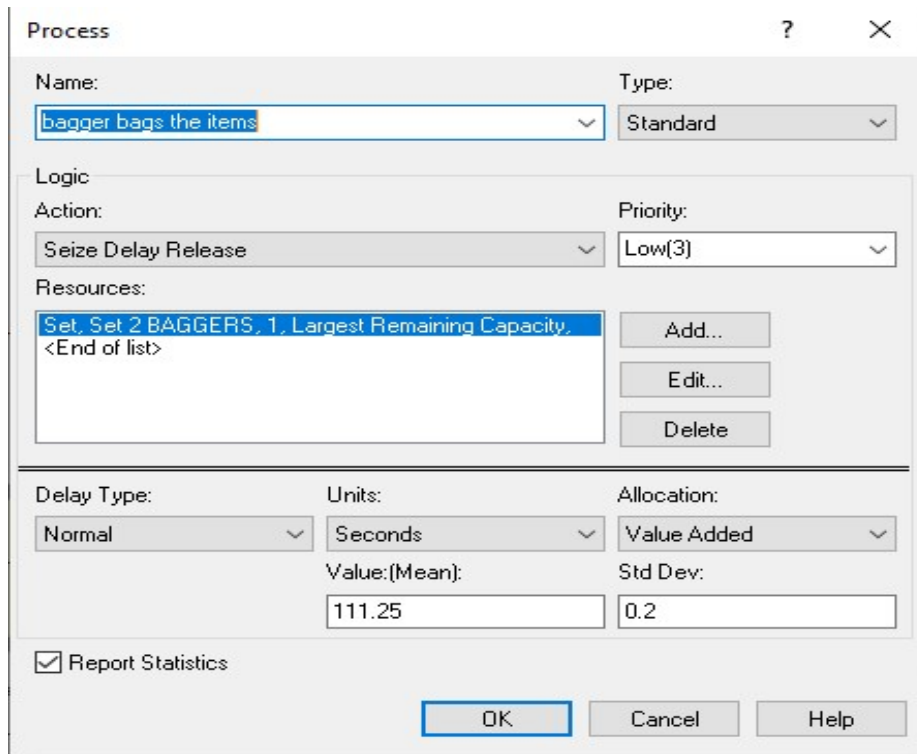 Process ?
Name: Type:
bagger bags the items Standard
Logic
Action: Priority:
Seize Delay Release Low(3)
Resources:
Set, Set 2 BAGGERS, 1, Largest Remaining Capacity,
<End of list>
Add...
Edit...
Delete
Delay Type: Units: Allocation:
Normal Seconds Value Added
Value:(Mean): Std Dev:
111.25 0.2
Report Statistics
OK Cancel Help